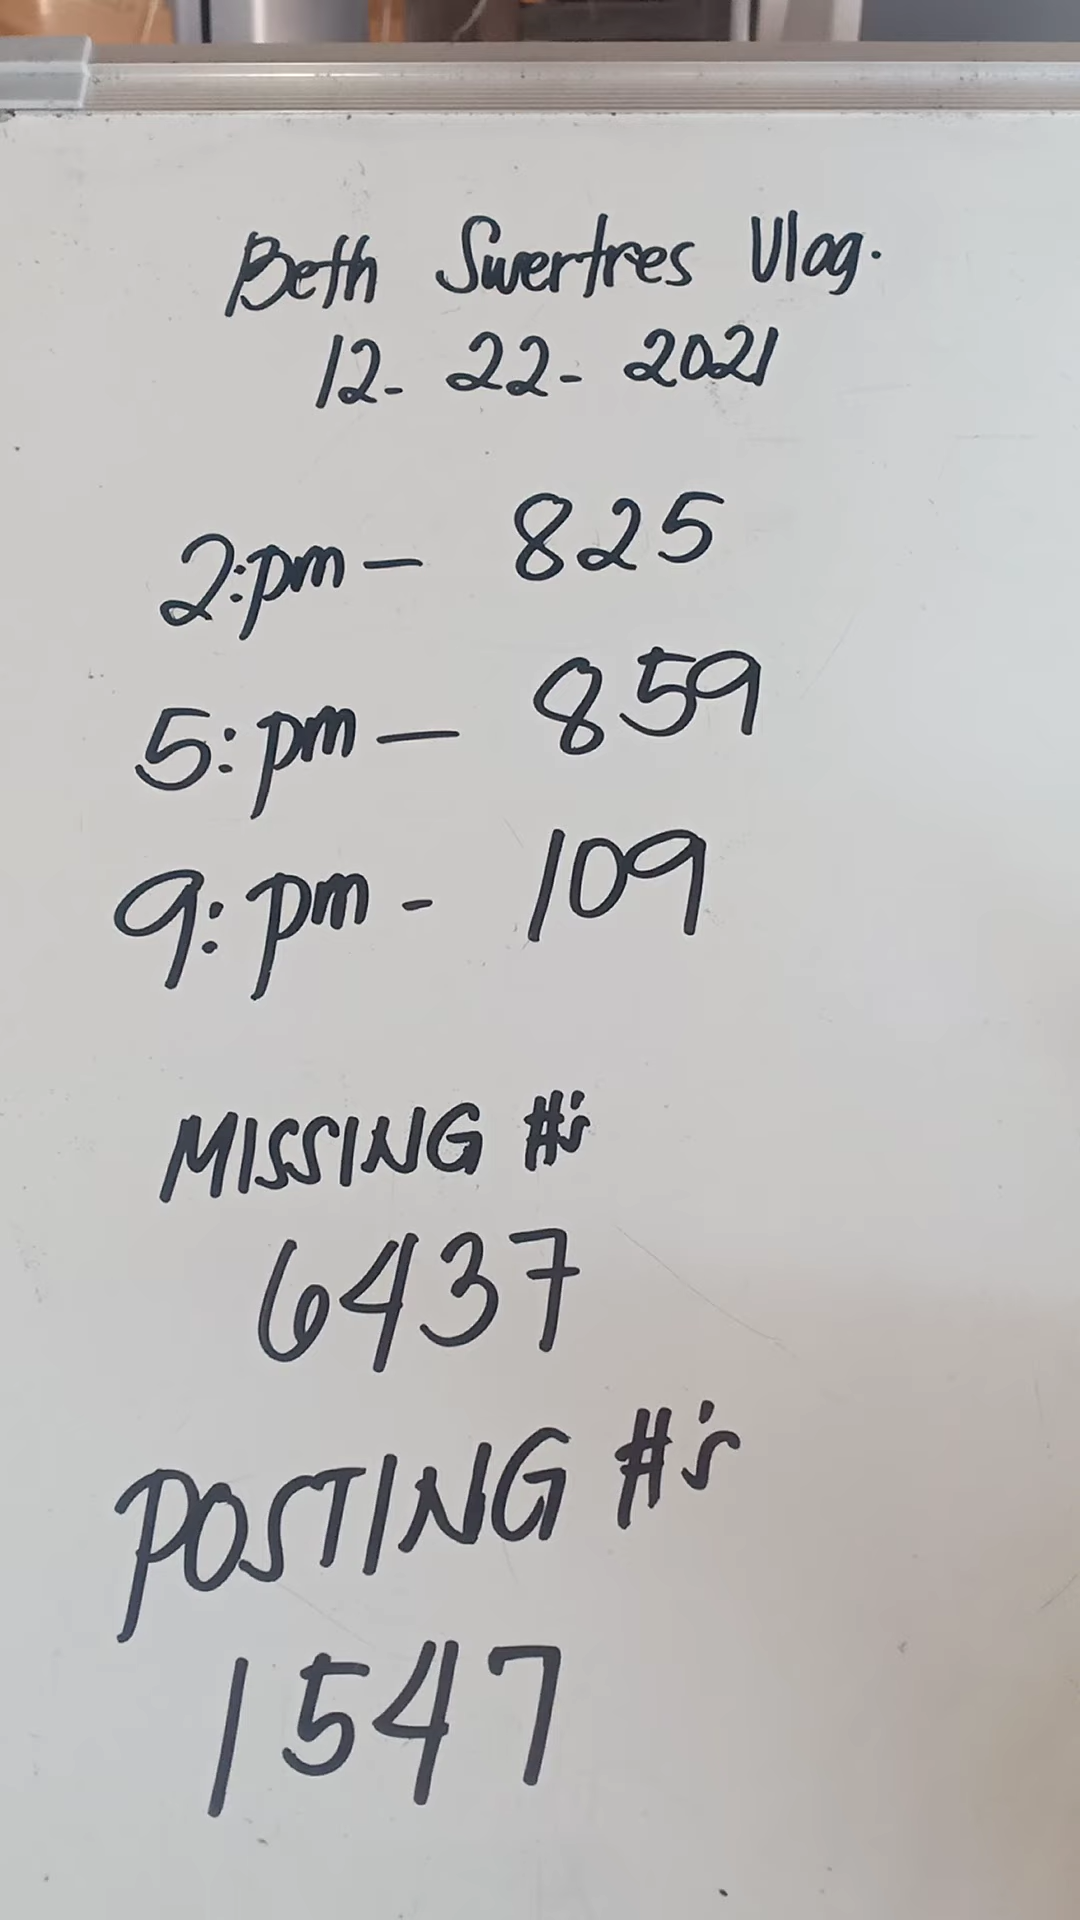 Beth Swertres Vlog.
12- 22- 2021
2:pm - 825
5:pm - 859
9:pm - 109
MISSING #'s
6437
POSTING #'s
1547